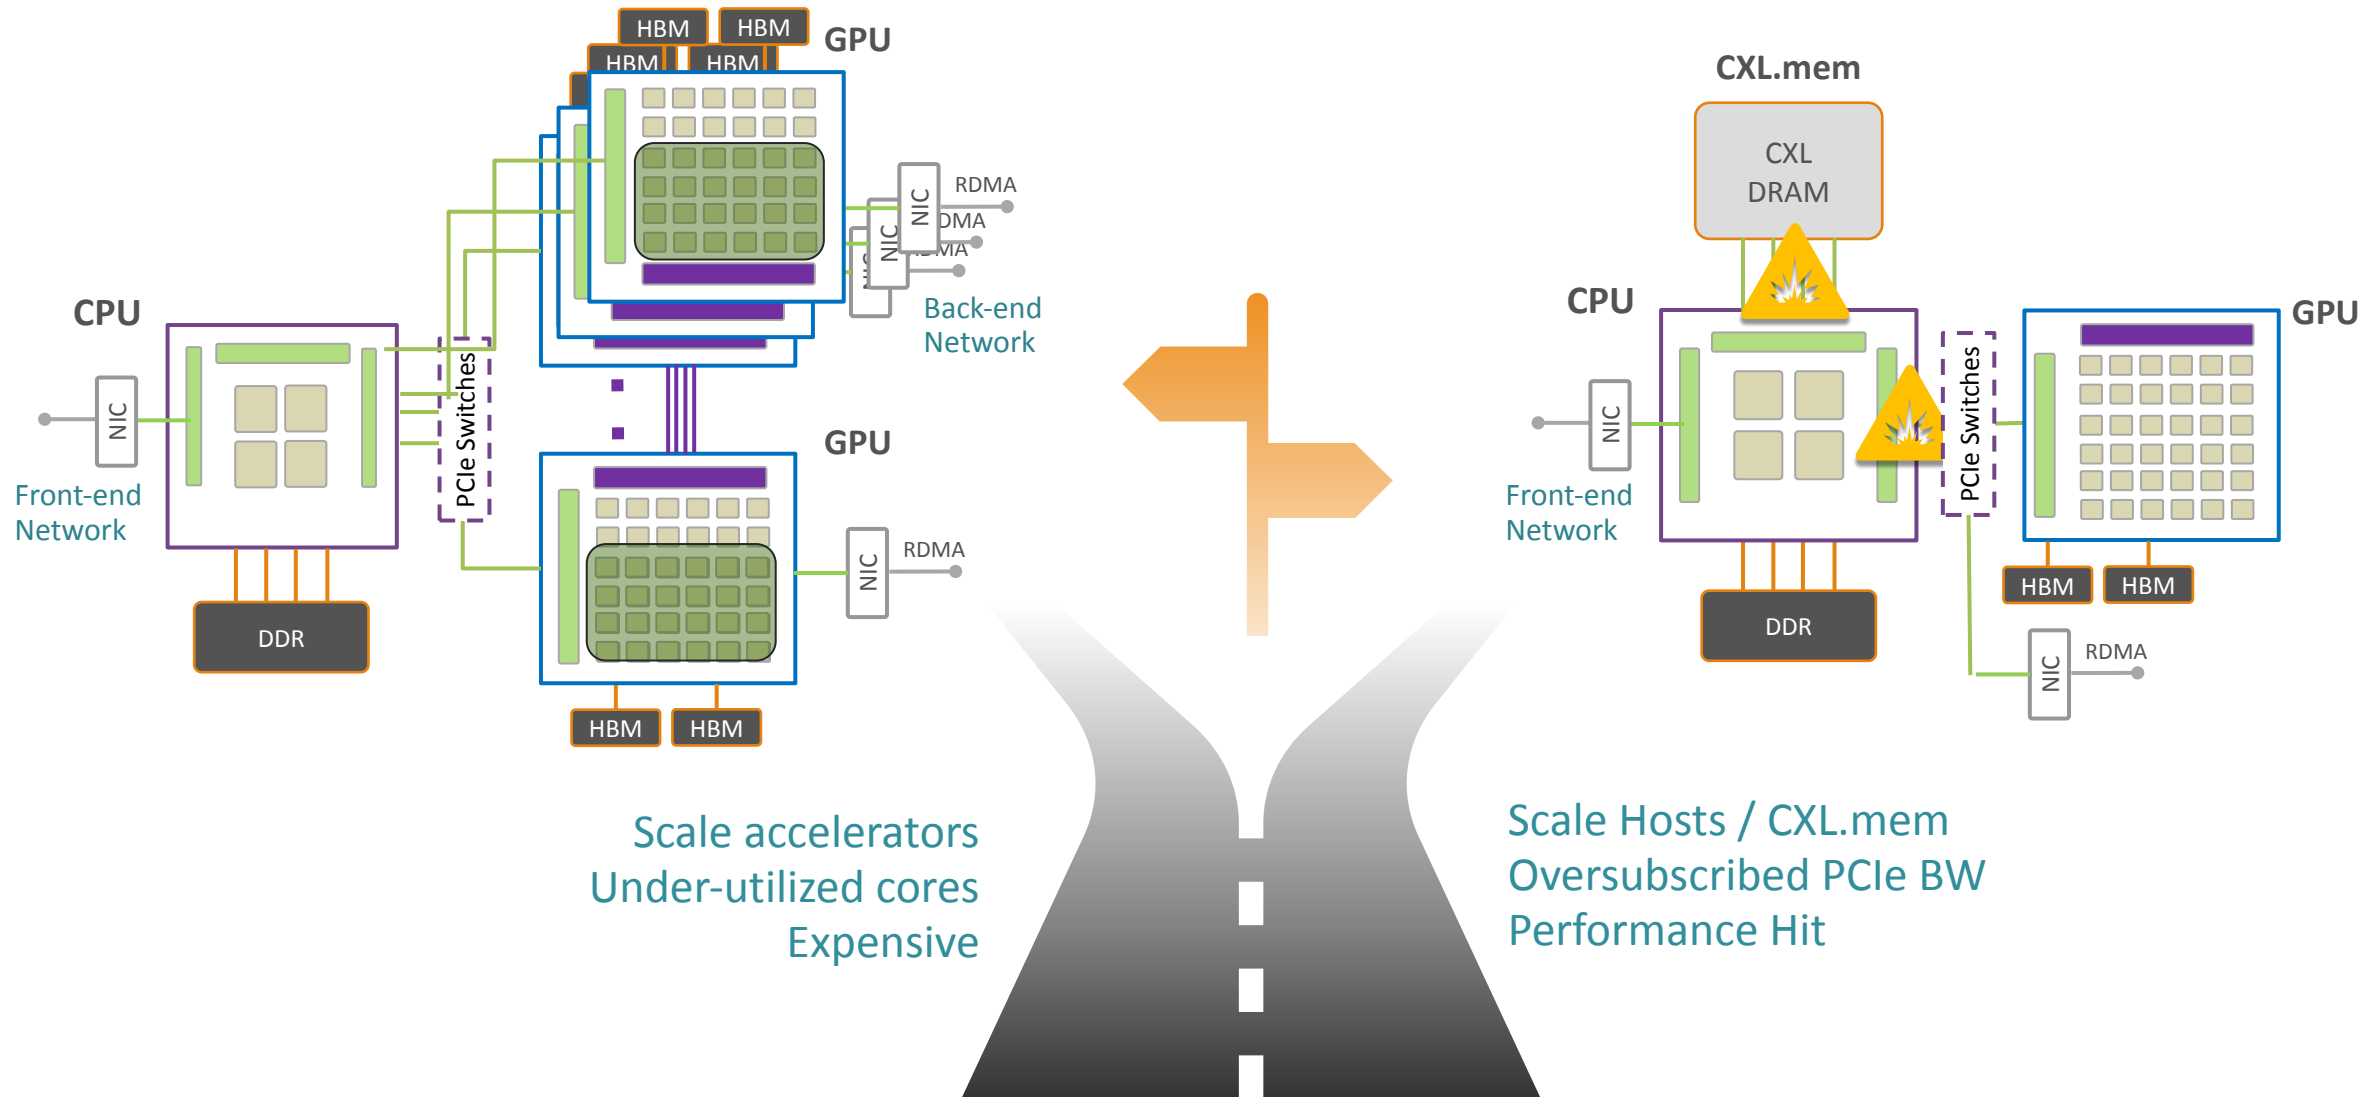 HBM
HBM
GPU
HBM
HBM
NIC
RDMA
NIC
DMA
NIC
DMA
Back-end
Network
CPU
NIC
PCIe Switches
Front-end
Network
DDR
GPU
NIC
RDMA
HBM
HBM
Scale accelerators
Under-utilized cores
Expensive
CXL.mem
CXL
DRAM
CPU
GPU
NIC
PCIe Switches
Front-end
Network
HBM
HBM
DDR
NIC
RDMA
Scale Hosts / CXL.mem
Oversubscribed PCIe BW
Performance Hit